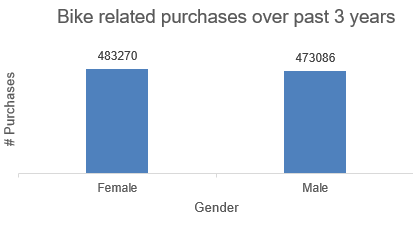 Bike related purchases over past 3 years
483270
473086
# Purchases
Female
Male
Gender